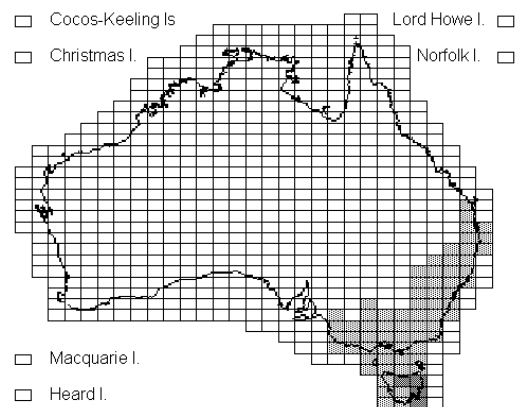 Cocos-Keeling Is
Lord Howe I.
Christmas I.
Norfolk I.
Macquarie I.
Heard I.